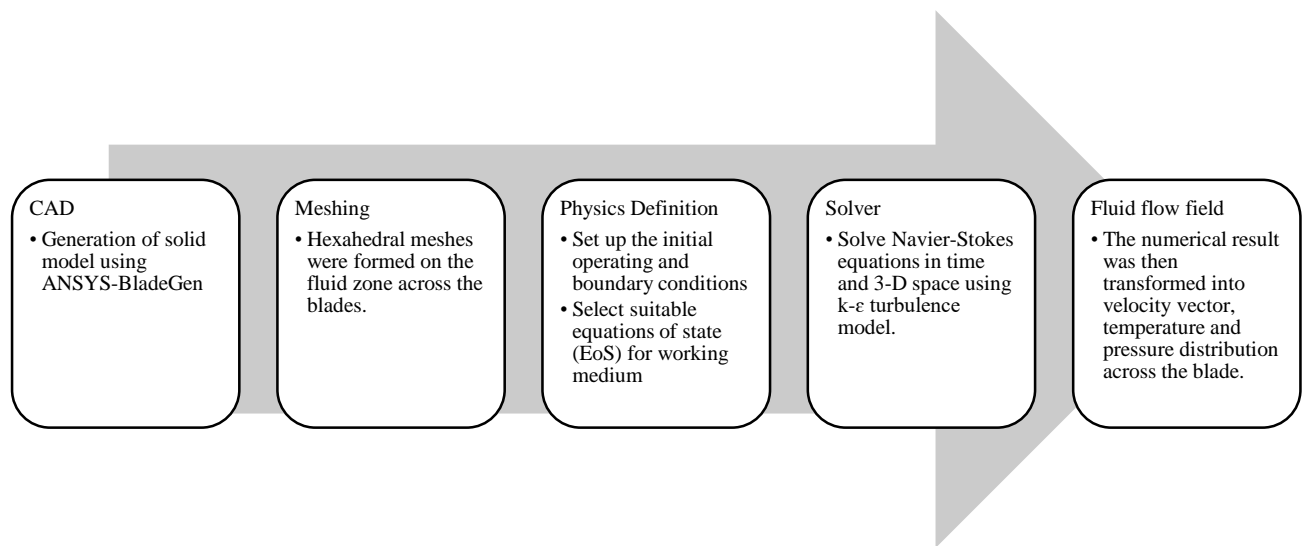 CAD
• Generation of solid
model using
ANSYS-BladeGen
Meshing
• Hexahedral meshes
were formed on the
fluid zone across the
blades.
Physics Definition
• Set up the initial
operating and
boundary conditions
• Select suitable
equations of state
(EoS) for working
medium
Solver
• Solve Navier-Stokes
equations in time
and 3-D space using
k-ε turbulence
model.
Fluid flow field
• The numerical result
was then
transformed into
velocity vector,
temperature and
pressure distribution
across the blade.